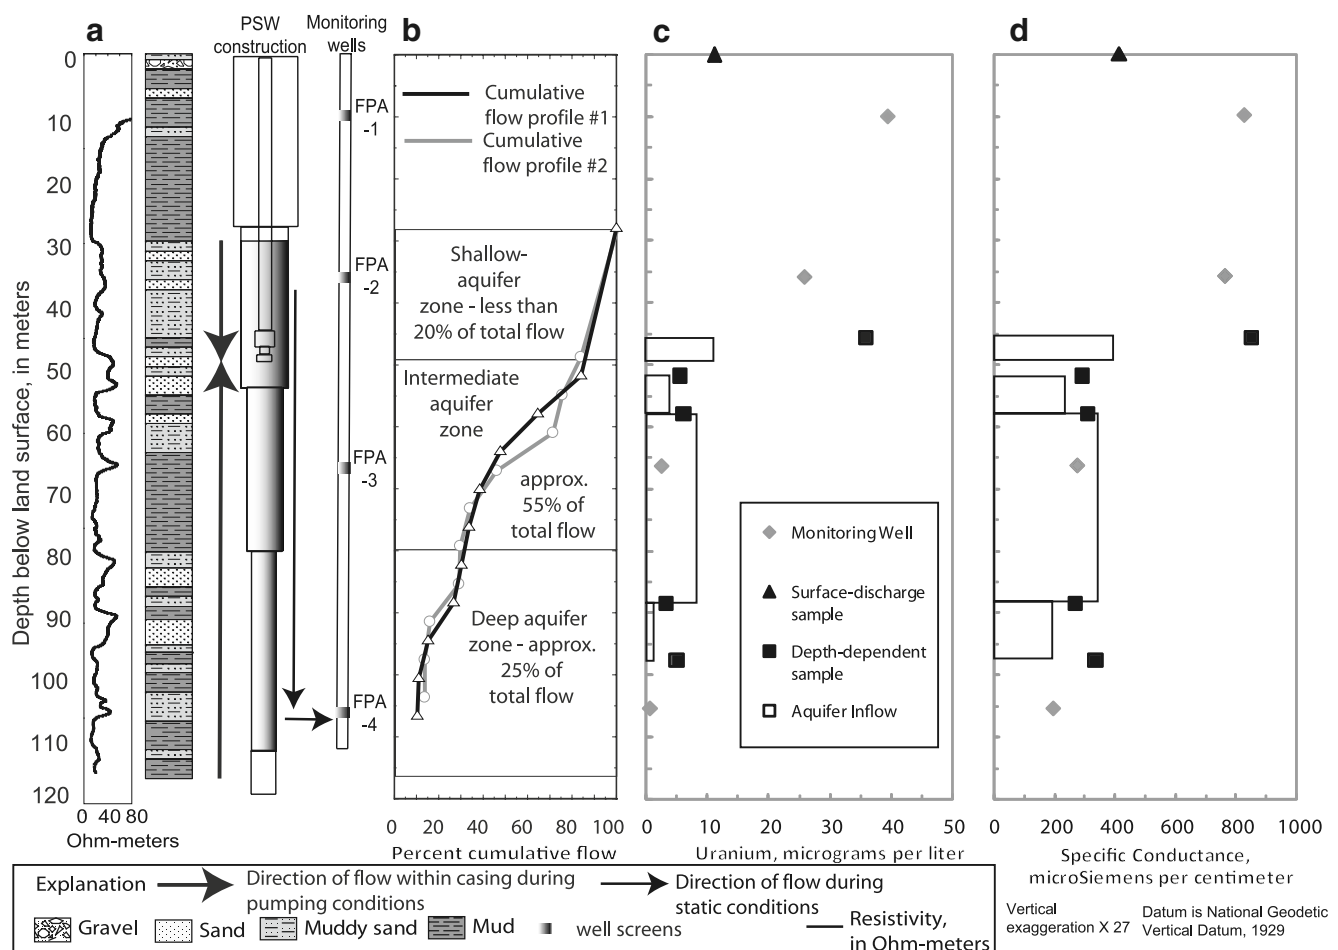 a
PSW
construction
Monitoring
wells
b
c
d
Depth below land surface, in meters
0
10
20
30
40
50
60
70
80
90
100
110
120
0 40 80
Ohm-meters
FPA
-1
FPA
-2
FPA
-3
FPA
-4
Cumulative
flow profile #1
Cumulative
flow profile #2
Shallow-
aquifer
zone - less than
20% of total flow
Intermediate
aquifer
zone
approx.
55% of
total flow
Deep aquifer
zone - approx.
25% of
total flow
0 20 40 60 80 100
Percent cumulative flow
Monitoring Well
Surface-discharge
sample
Depth-dependent
sample
Aquifer Inflow
0 10 20 30 40 50
Uranium, micrograms per liter
0 200 400 600 800 1000
Specific Conductance,
microSiemens per centimeter
Explanation
Direction of flow within casing during
pumping conditions
Direction of flow during
static conditions
Gravel
Sand
Muddy sand
Mud
well screens
Resistivity,
in Ohm-meters
Vertical
exaggeration X 27
Datum is National Geodetic
Vertical Datum, 1929